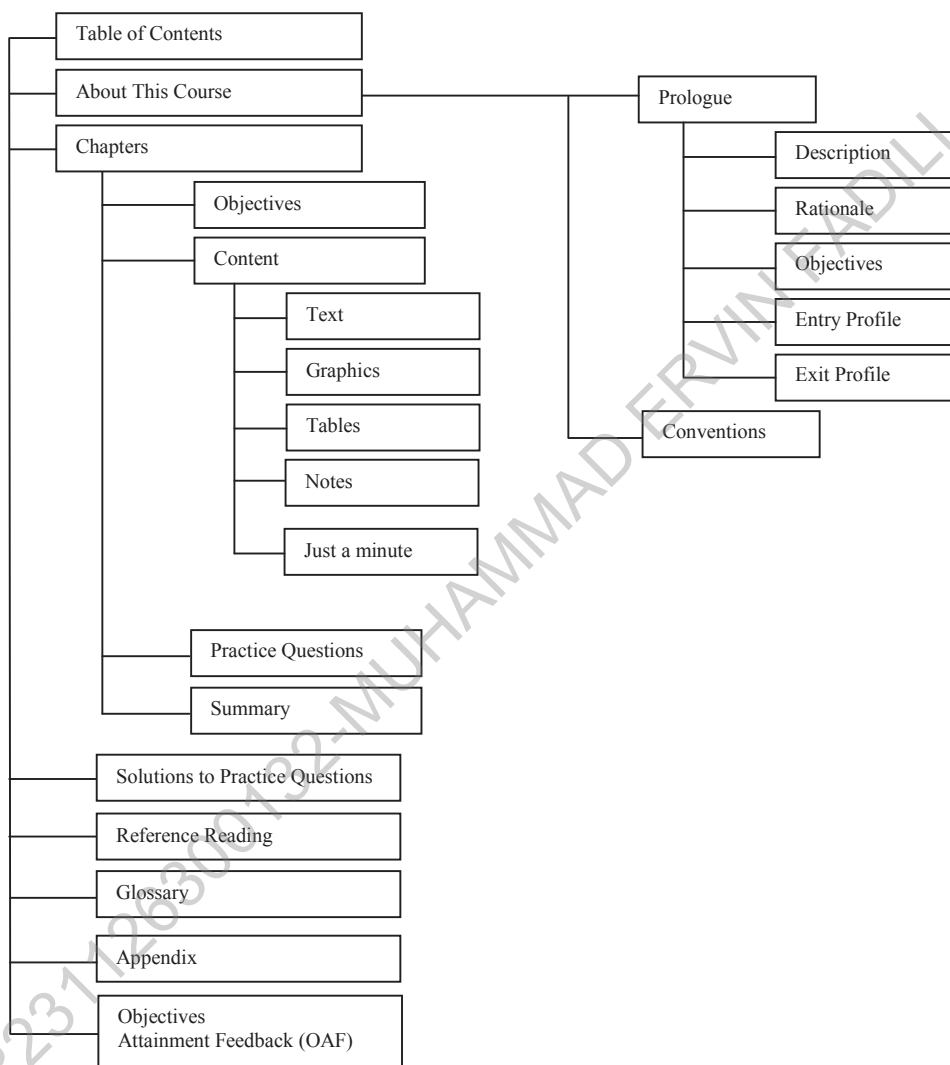 Table of Contents
About This Course
Prologue
Description
Rationale
Objectives
Entry Profile
Exit Profile
Conventions
Chapters
Objectives
Content
Text
Graphics
Tables
Notes
Just a minute
Practice Questions
Summary
Solutions to Practice Questions
Reference Reading
Glossary
Appendix
Objectives
Attainment Feedback (OAF)